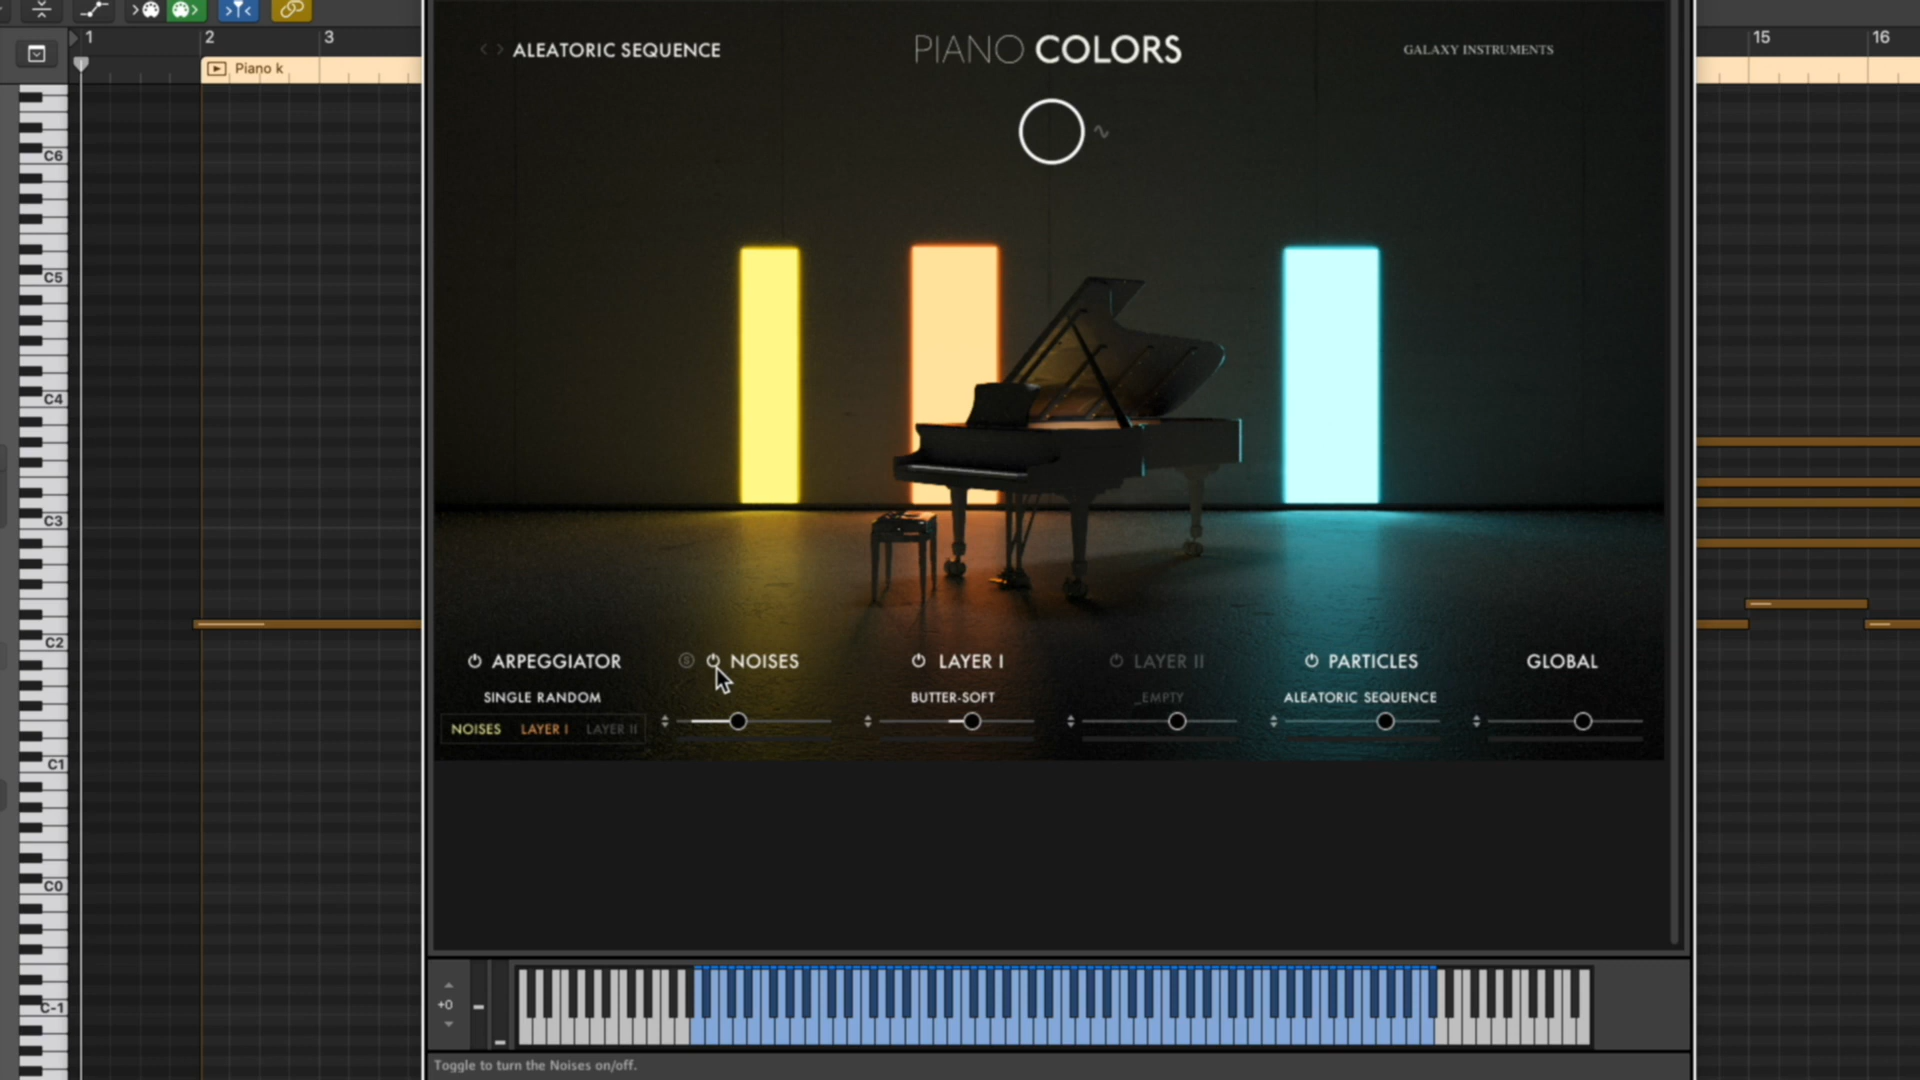 1
2
3
15
16
Piano k
ALEATORIC SEQUENCE
PIANO COLORS
GALAXY INSTRUMENTS
C6
C5
C4
C3
C2
C1
C0
C-1
ARPEGGIATOR
S NOISES
LAYER I
LAYER II
PARTICLES
GLOBAL
SINGLE RANDOM
BUTTER-SOFT
_EMPTY
ALEATORIC SEQUENCE
NOISES LAYER I LAYER II
+0
Toggle to turn the Noises on/off.